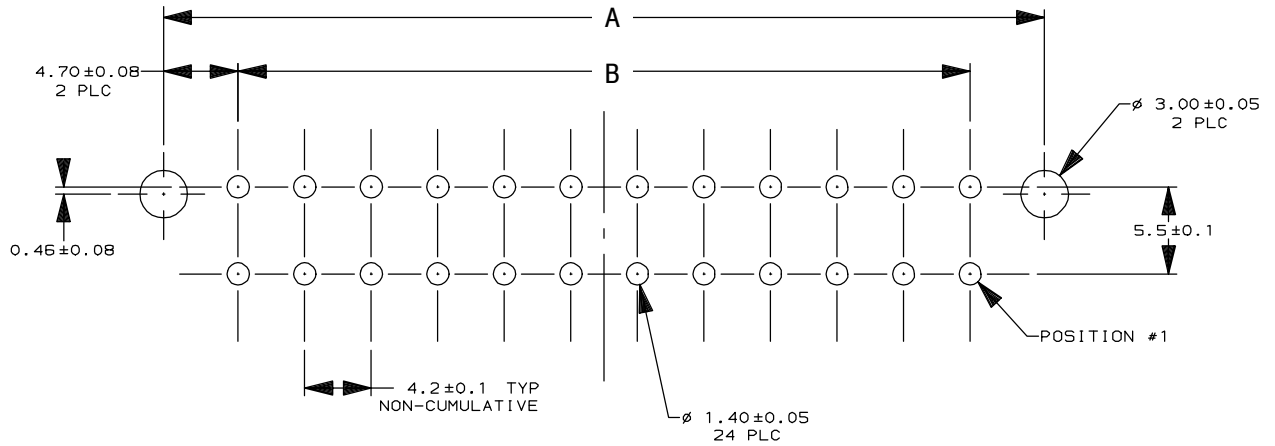 A
4.70±0.08
2 PLC
B
ø 3.00±0.05
2 PLC
0.46±0.08
5.5±0.1
POSITION #1
4.2±0.1 TYP
NON-CUMULATIVE
ø 1.40±0.05
24 PLC